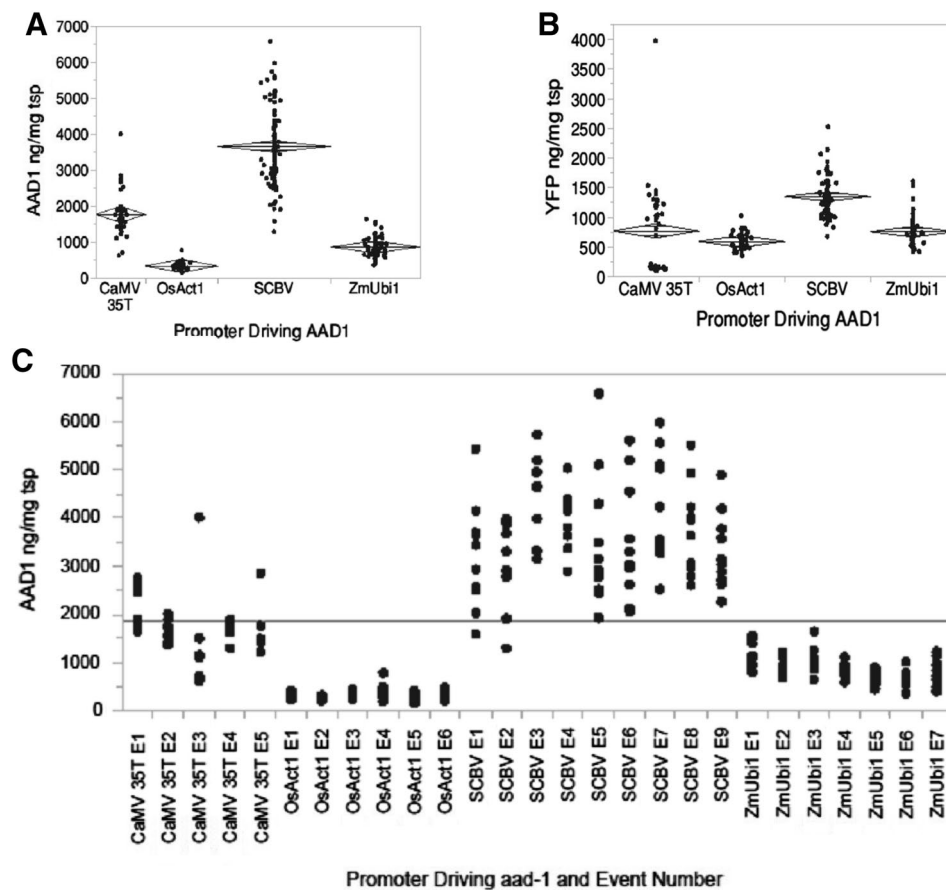 A
AAD1 ng/mg tsp
7000
6000
5000
4000
3000
2000
1000
0
CaMV
35T
OsAct1
SCBV
ZmUbi1
Promoter Driving AAD1
B
YFP ng/mg tsp
4000
3500
3000
2500
2000
1500
1000
500
0
CaMV 35T
OsAct1
SCBV
ZmUbi1
Promoter Driving AAD1
C
AAD1 ng/mg tsp
7000
6000
5000
4000
3000
2000
1000
0
CaMV 35T E1
CaMV 35T E2
CaMV 35T E3
CaMV 35T E4
CaMV 35T E5
OsAct1 E1
OsAct1 E2
OsAct1 E3
OsAct1 E4
OsAct1 E5
OsAct1 E6
SCBV E1
SCBV E2
SCBV E3
SCBV E4
SCBV E5
SCBV E6
SCBV E7
SCBV E8
SCBV E9
ZmUbi1 E1
ZmUbi1 E2
ZmUbi1 E3
ZmUbi1 E4
ZmUbi1 E5
ZmUbi1 E6
ZmUbi1 E7
Promoter Driving aad-1 and Event Number